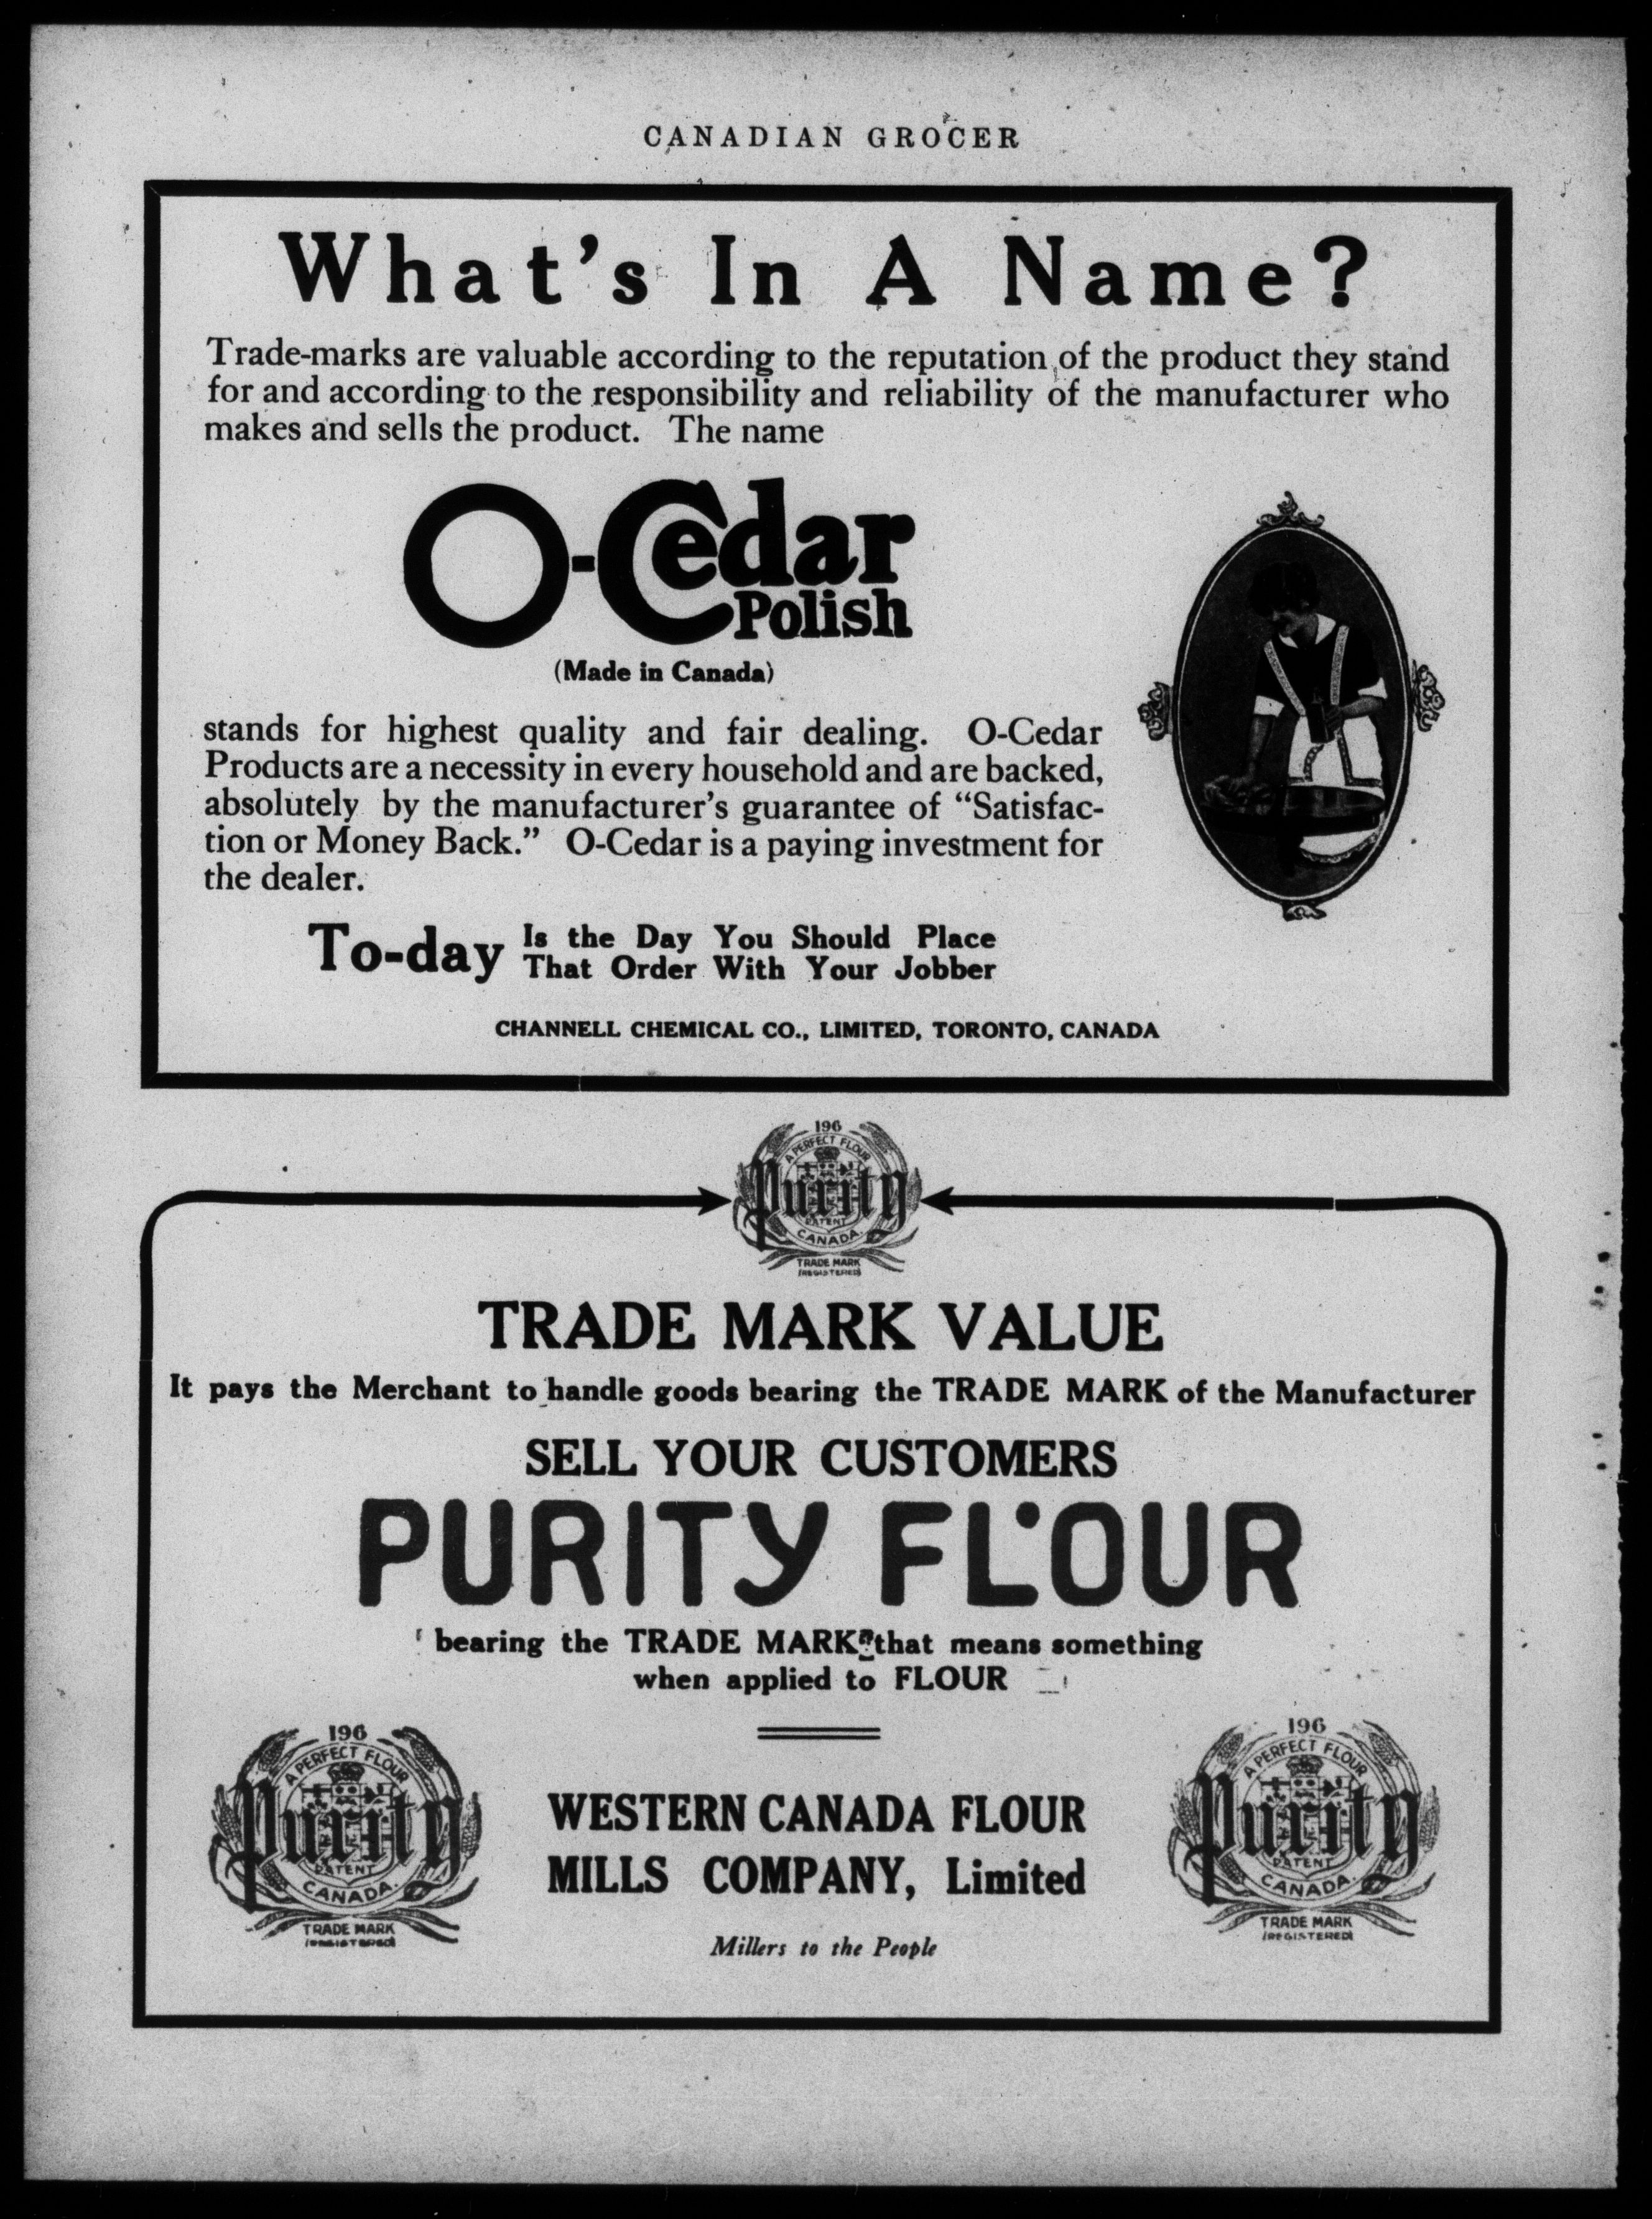 CANADIAN GROCER
What's In A Name?
Trade-marks are valuable according to the reputation of the product they stand
for and according to the responsibility and reliability of the manufacturer who
makes and sells the product. The name
O-Cedar
Polish
(Made in Canada)
stands for highest quality and fair dealing. O-Cedar
Products are a necessity in every household and are backed,
absolutely by the manufacturer's guarantee of "Satisfac-
tion or Money Back." O-Cedar is a paying investment for
the dealer.
To-day Is the Day You Should Place
That Order With Your Jobber
CHANNELL CHEMICAL CO., LIMITED, TORONTO, CANADA
196
A PERFECT FLOUR
Purity
PATENT
CANADA.
TRADE MARK
(REGISTERED)
TRADE MARK VALUE
It pays the Merchant to handle goods bearing the TRADE MARK of the Manufacturer
SELL YOUR CUSTOMERS
PURITY FLOUR
bearing the TRADE MARK that means something
when applied to FLOUR
196
A PERFECT FLOUR
Purity
PATENT
CANADA.
TRADE MARK
(REGISTERED)
WESTERN CANADA FLOUR
MILLS COMPANY, Limited
Millers to the People
196
A PERFECT FLOUR
Purity
PATENT
CANADA.
TRADE MARK
(REGISTERED)